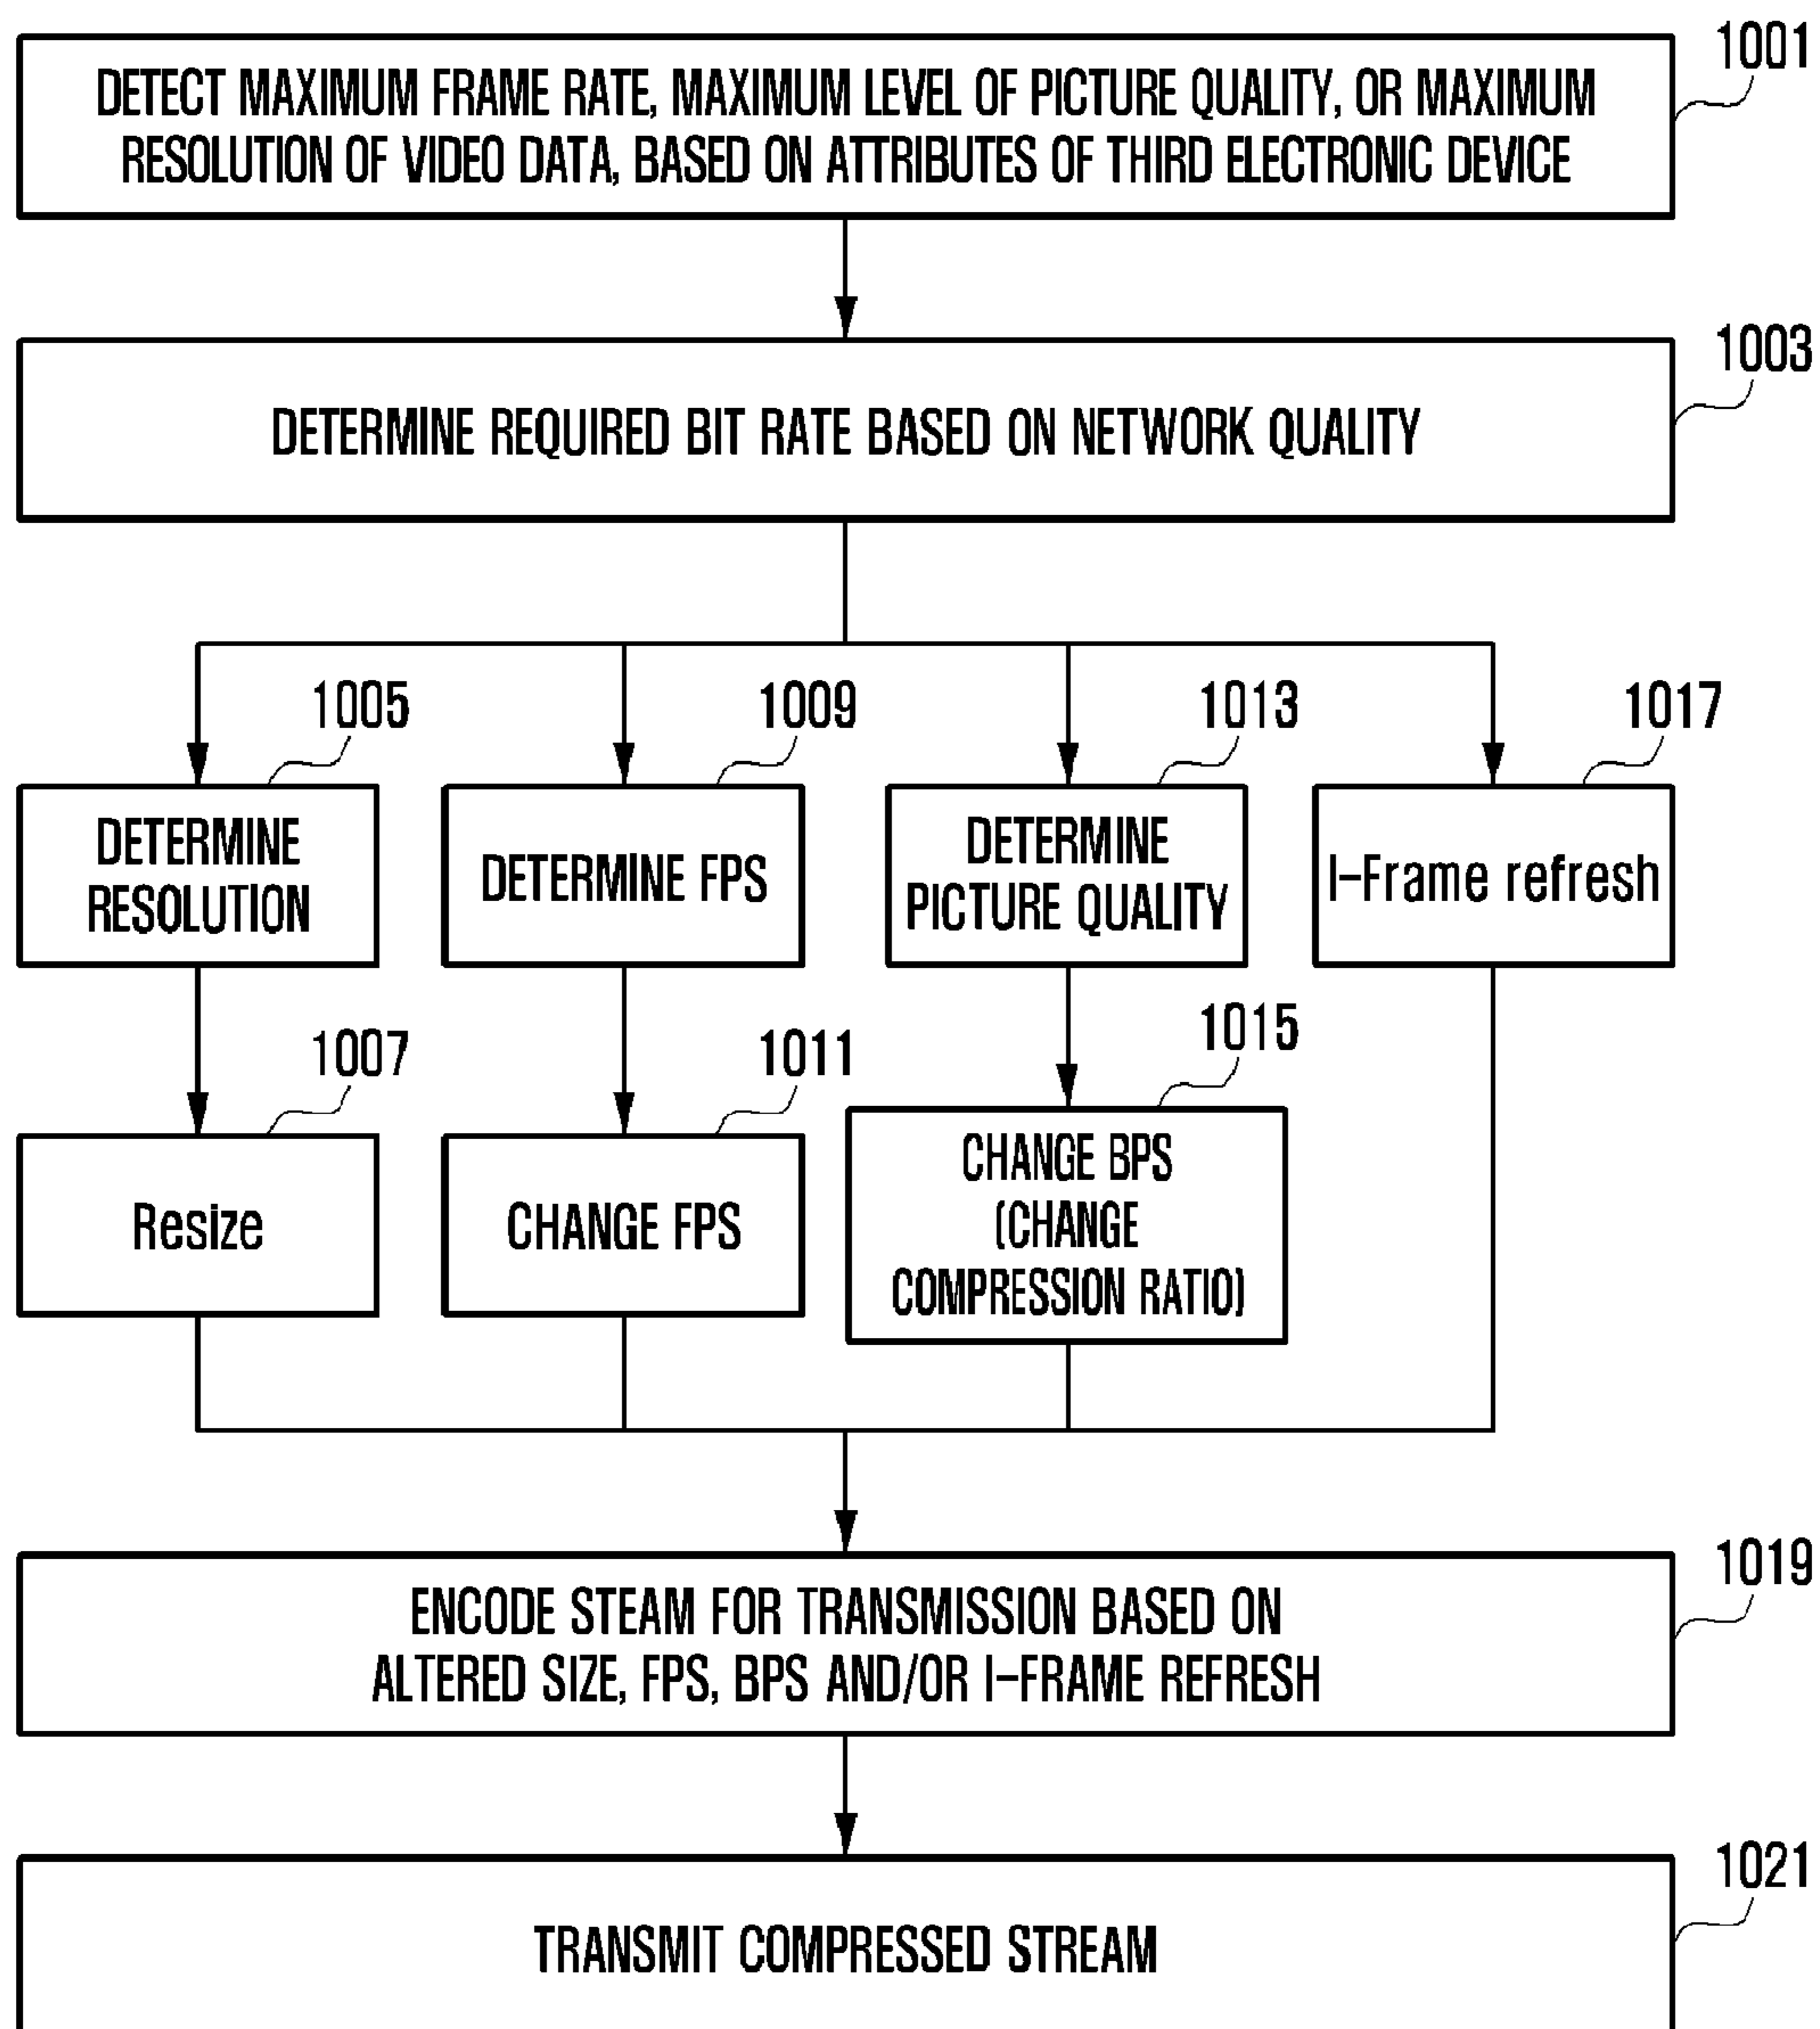 1001
DETECT MAXIMUM FRAME RATE, MAXIMUM LEVEL OF PICTURE QUALITY, OR MAXIMUM
RESOLUTION OF VIDEO DATA, BASED ON ATTRIBUTES OF THIRD ELECTRONIC DEVICE
1003
DETERMINE REQUIRED BIT RATE BASED ON NETWORK QUALITY
1005
DETERMINE
RESOLUTION
1009
DETERMINE FPS
1013
DETERMINE
PICTURE QUALITY
1017
I-Frame refresh
1007
Resize
1011
CHANGE FPS
1015
CHANGE BPS
(CHANGE
COMPRESSION RATIO)
1019
ENCODE STEAM FOR TRANSMISSION BASED ON
ALTERED SIZE, FPS, BPS AND/OR I-FRAME REFRESH
1021
TRANSMIT COMPRESSED STREAM